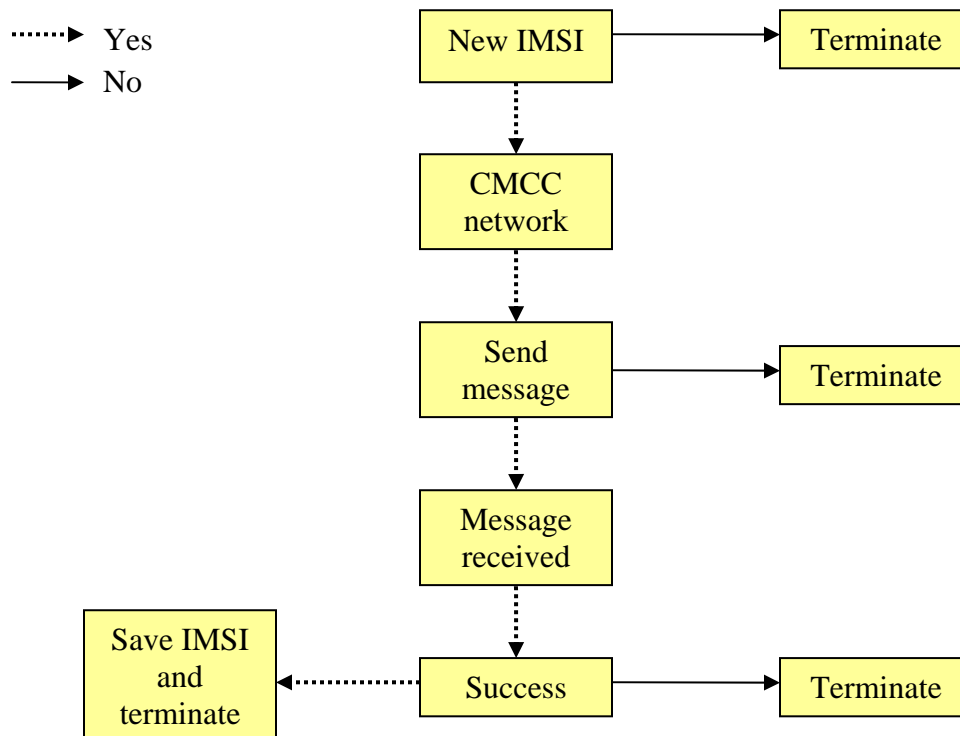 Yes
No
New IMSI
Terminate
CMCC
network
Send
message
Terminate
Message
received
Save IMSI
and
terminate
Success
Terminate